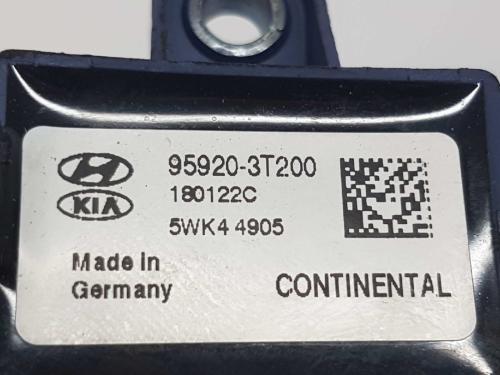 95920-3T200
KIA
180122C
5WK4 4905
Made in
Germany
CONTINENTAL